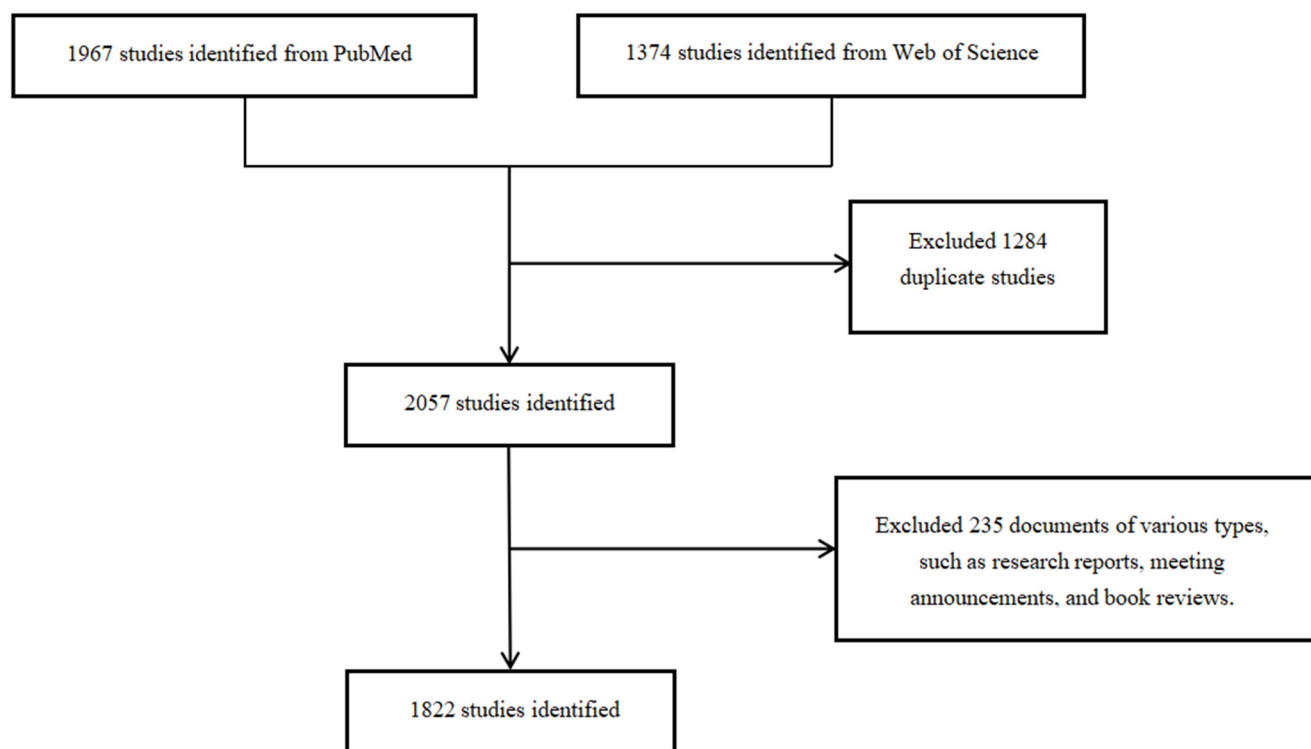 1967 studies identified from PubMed
1374 studies identified from Web of Science
Excluded 1284
duplicate studies
2057 studies identified
Excluded 235 documents of various types,
such as research reports, meeting
announcements, and book reviews.
1822 studies identified